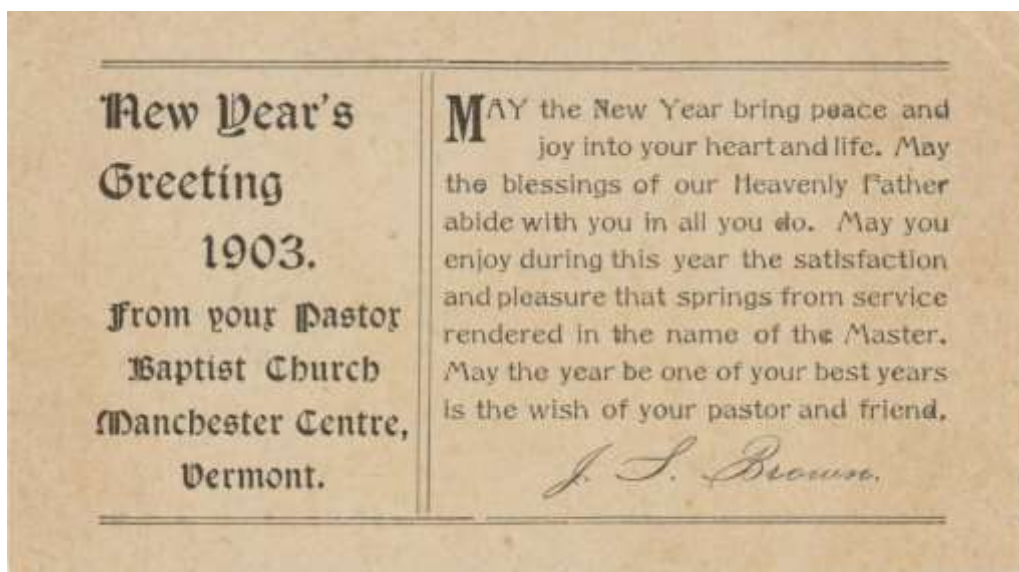 New Year's
Greeting
1903.
From your Pastor
Baptist Church
Manchester Centre,
Vermont.
MAY the New Year bring peace and
joy into your heart and life. May
the blessings of our Heavenly Father
abide with you in all you do. May you
enjoy during this year the satisfaction
and pleasure that springs from service
rendered in the name of the Master.
May the year be one of your best years
is the wish of your pastor and friend.
J. S. Brown.